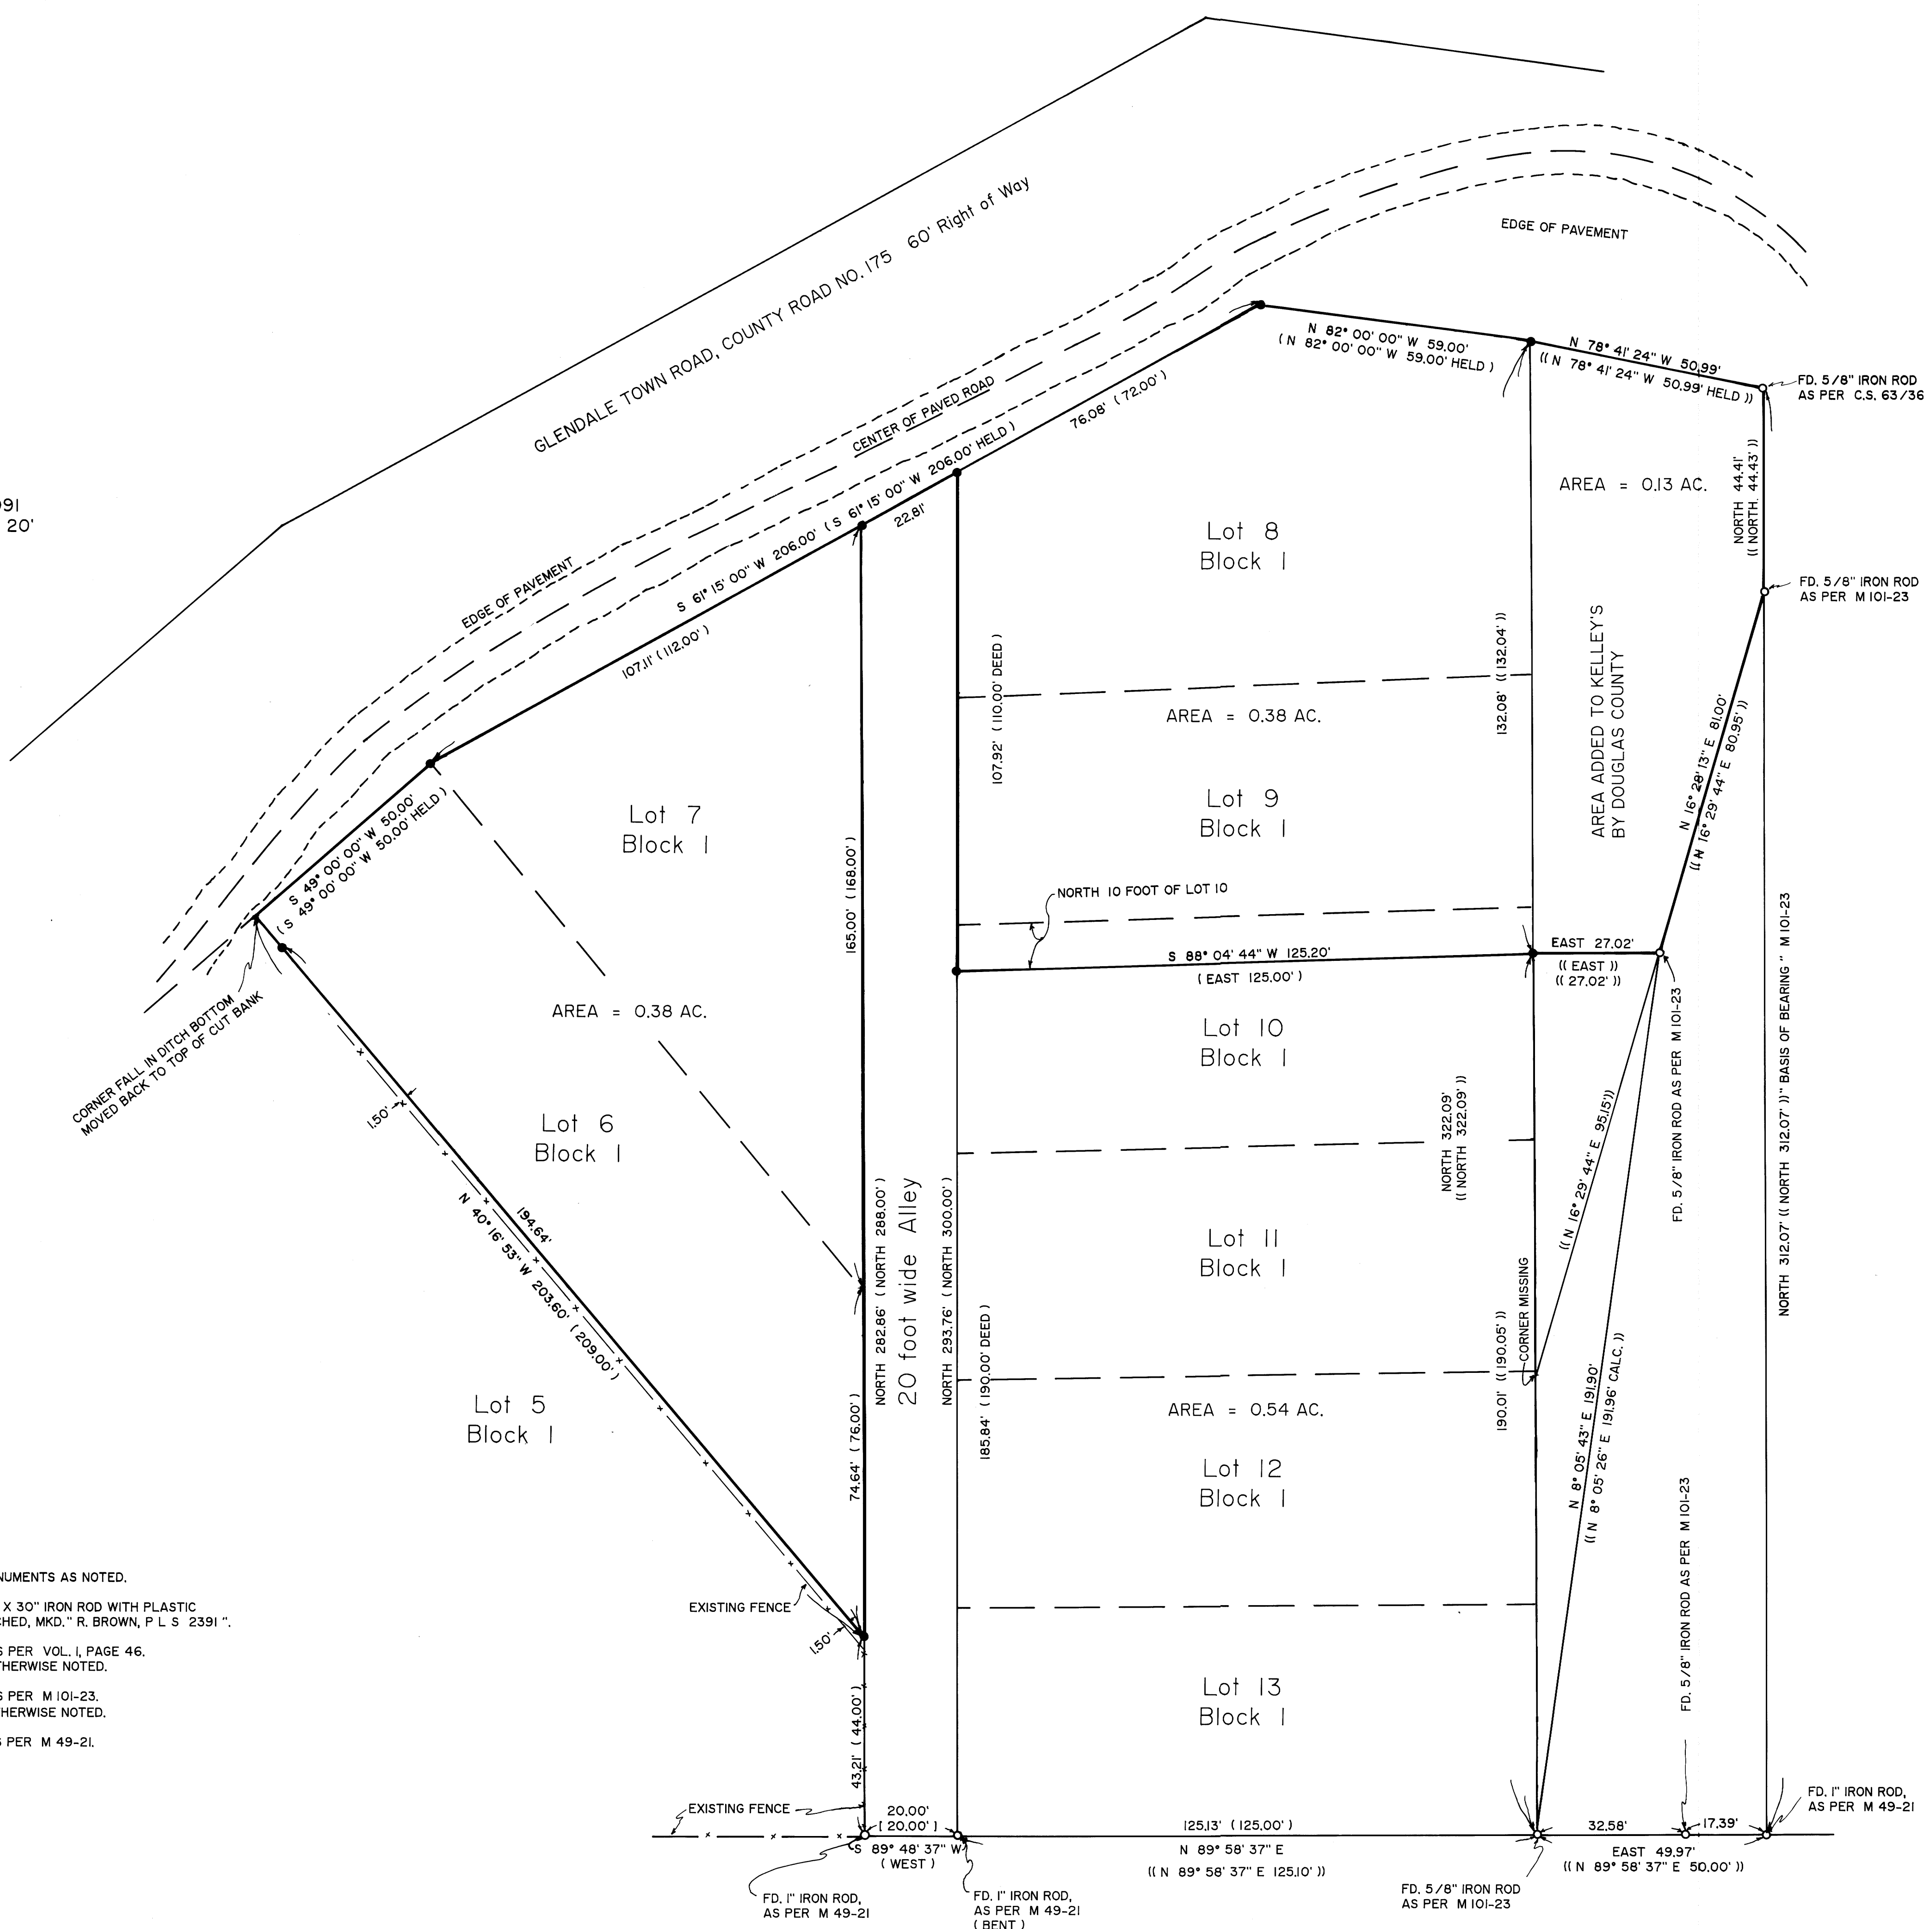 GLENDALE TOWN ROAD, COUNTY ROAD NO. 175 60' Right of Way
EDGE OF PAVEMENT
CENTER OF PAVED ROAD
EDGE OF PAVEMENT
N 82° 00' 00" W 59.00'
( N 82° 00' 00" W 59.00' HELD )
N 78° 41' 24" W 50.99'
(( N 78° 41' 24" W 50.99' HELD ))
FD. 5/8" IRON ROD
AS PER C.S. 63/36
76.08' ( 72.00' )
S 61° 15' 00" W 206.00' ( S 61° 15' 00" W 206.00' HELD )
22.81'
107.11' ( 112.00' )
991
20'
AREA = 0.13 AC.
NORTH 44.41'
(( NORTH. 44.43' ))
Lot 8
Block 1
FD. 5/8" IRON ROD
AS PER M 101-23
107.92' ( 110.00' DEED )
132.08' (( 132.04' ))
AREA ADDED TO KELLEY'S
BY DOUGLAS COUNTY
AREA = 0.38 AC.
N 16° 28' 13" E 81.00'
(( N 16° 29' 44" E 80.95' ))
Lot 7
Block 1
Lot 9
Block 1
S 49° 00' 00" W 50.00'
( S 49° 00' 00" W 50.00' HELD )
165.00' ( 168.00' )
NORTH 10 FOOT OF LOT 10
S 88° 04' 44" W 125.20'
( EAST 125.00' )
EAST 27.02'
(( EAST ))
(( 27.02' ))
CORNER FALL IN DITCH BOTTOM
MOVED BACK TO TOP OF CUT BANK
AREA = 0.38 AC.
Lot 10
Block 1
FD. 5/8" IRON ROD AS PER M 101-23
NORTH 312.07' (( NORTH 312.07' )) " BASIS OF BEARING " M 101-23
1.50'
Lot 6
Block 1
NORTH 322.09'
(( NORTH 322.09' ))
(( N 16° 29' 44" E 95.15'))
194.64'
N 40° 16' 53" W 203.60' ( 209.00' )
NORTH 282.86' ( NORTH 288.00' )
20 foot wide Alley
NORTH 293.76' ( NORTH 300.00' )
Lot 11
Block 1
CORNER MISSING
185.84' ( 190.00' DEED )
190.01' (( 190.05' ))
N 8° 05' 43" E 191.90'
(( N 8° 05' 26" E 191.96' CALC. ))
Lot 5
Block 1
74.64' ( 76.00' )
AREA = 0.54 AC.
Lot 12
Block 1
FD. 5/8" IRON ROD AS PER M 101-23
NUMENTS AS NOTED.
X 30" IRON ROD WITH PLASTIC
CHED, MKD. " R. BROWN, P L S 2391 ".
S PER VOL. 1, PAGE 46.
THERWISE NOTED.
S PER M 101-23.
THERWISE NOTED.
S PER M 49-21.
EXISTING FENCE
1.50'
Lot 13
Block 1
43.21' ( 44.00' )
EXISTING FENCE
20.00'
[ 20.00' ]
S 89° 48' 37" W
( WEST )
125.13' ( 125.00' )
N 89° 58' 37" E
(( N 89° 58' 37" E 125.10' ))
32.58'
17.39'
EAST 49.97'
(( N 89° 58' 37" E 50.00' ))
FD. 1" IRON ROD,
AS PER M 49-21
FD. 1" IRON ROD,
AS PER M 49-21
FD. 1" IRON ROD,
AS PER M 49-21
( BENT )
FD. 5/8" IRON ROD
AS PER M 101-23